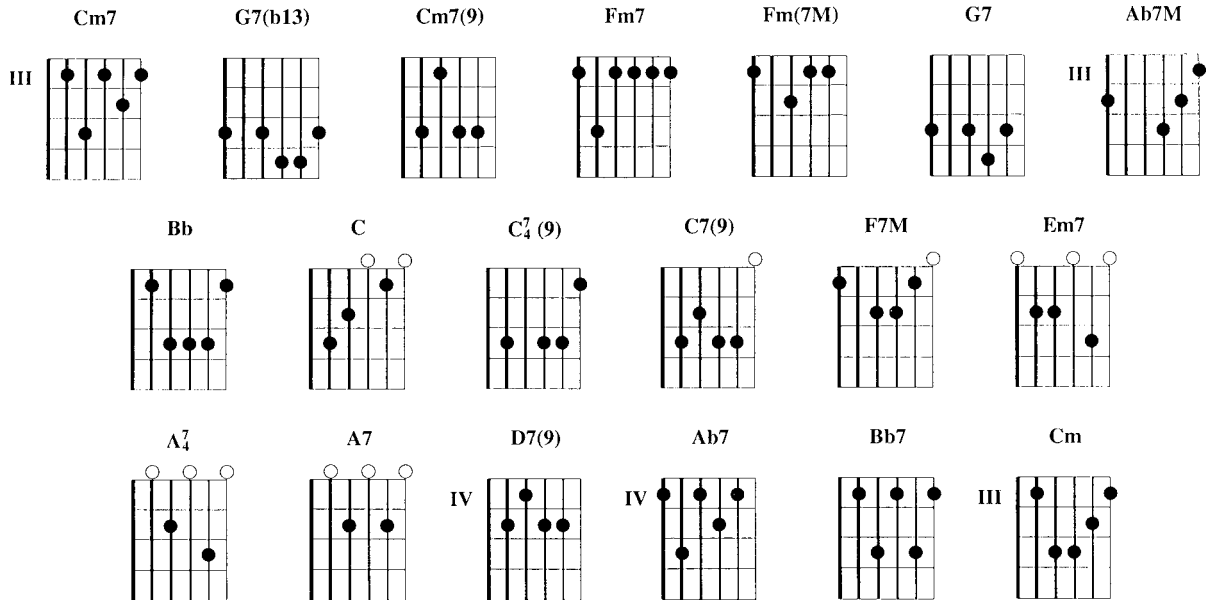 Cm7 G7(b13) Cm7(9) Fm7 Fm(7M) G7 Ab7M
III III
Bb C C7/4 (9) C7(9) F7M Em7
A7/4 A7 D7(9) Ab7 Bb7 Cm
IV IV III